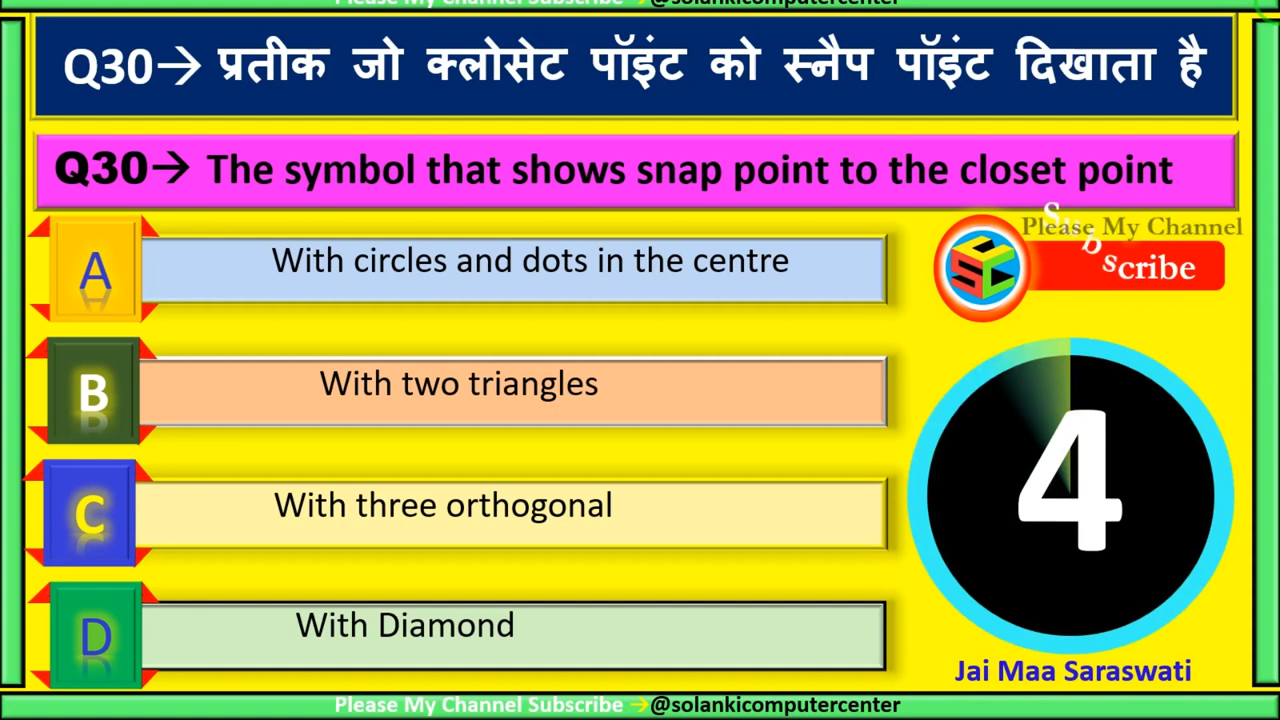 Please My Channel Subscribe →@solankicomputercenter
Q30→ प्रतीक जो क्लोसेट पॉइंट को स्नैप पॉइंट दिखाता है
Q30→ The symbol that shows snap point to the closet point
A With circles and dots in the centre
Please My Channel
Subscribe
B With two triangles
4
C With three orthogonal
D With Diamond
Jai Maa Saraswati
Please My Channel Subscribe →@solankicomputercenter